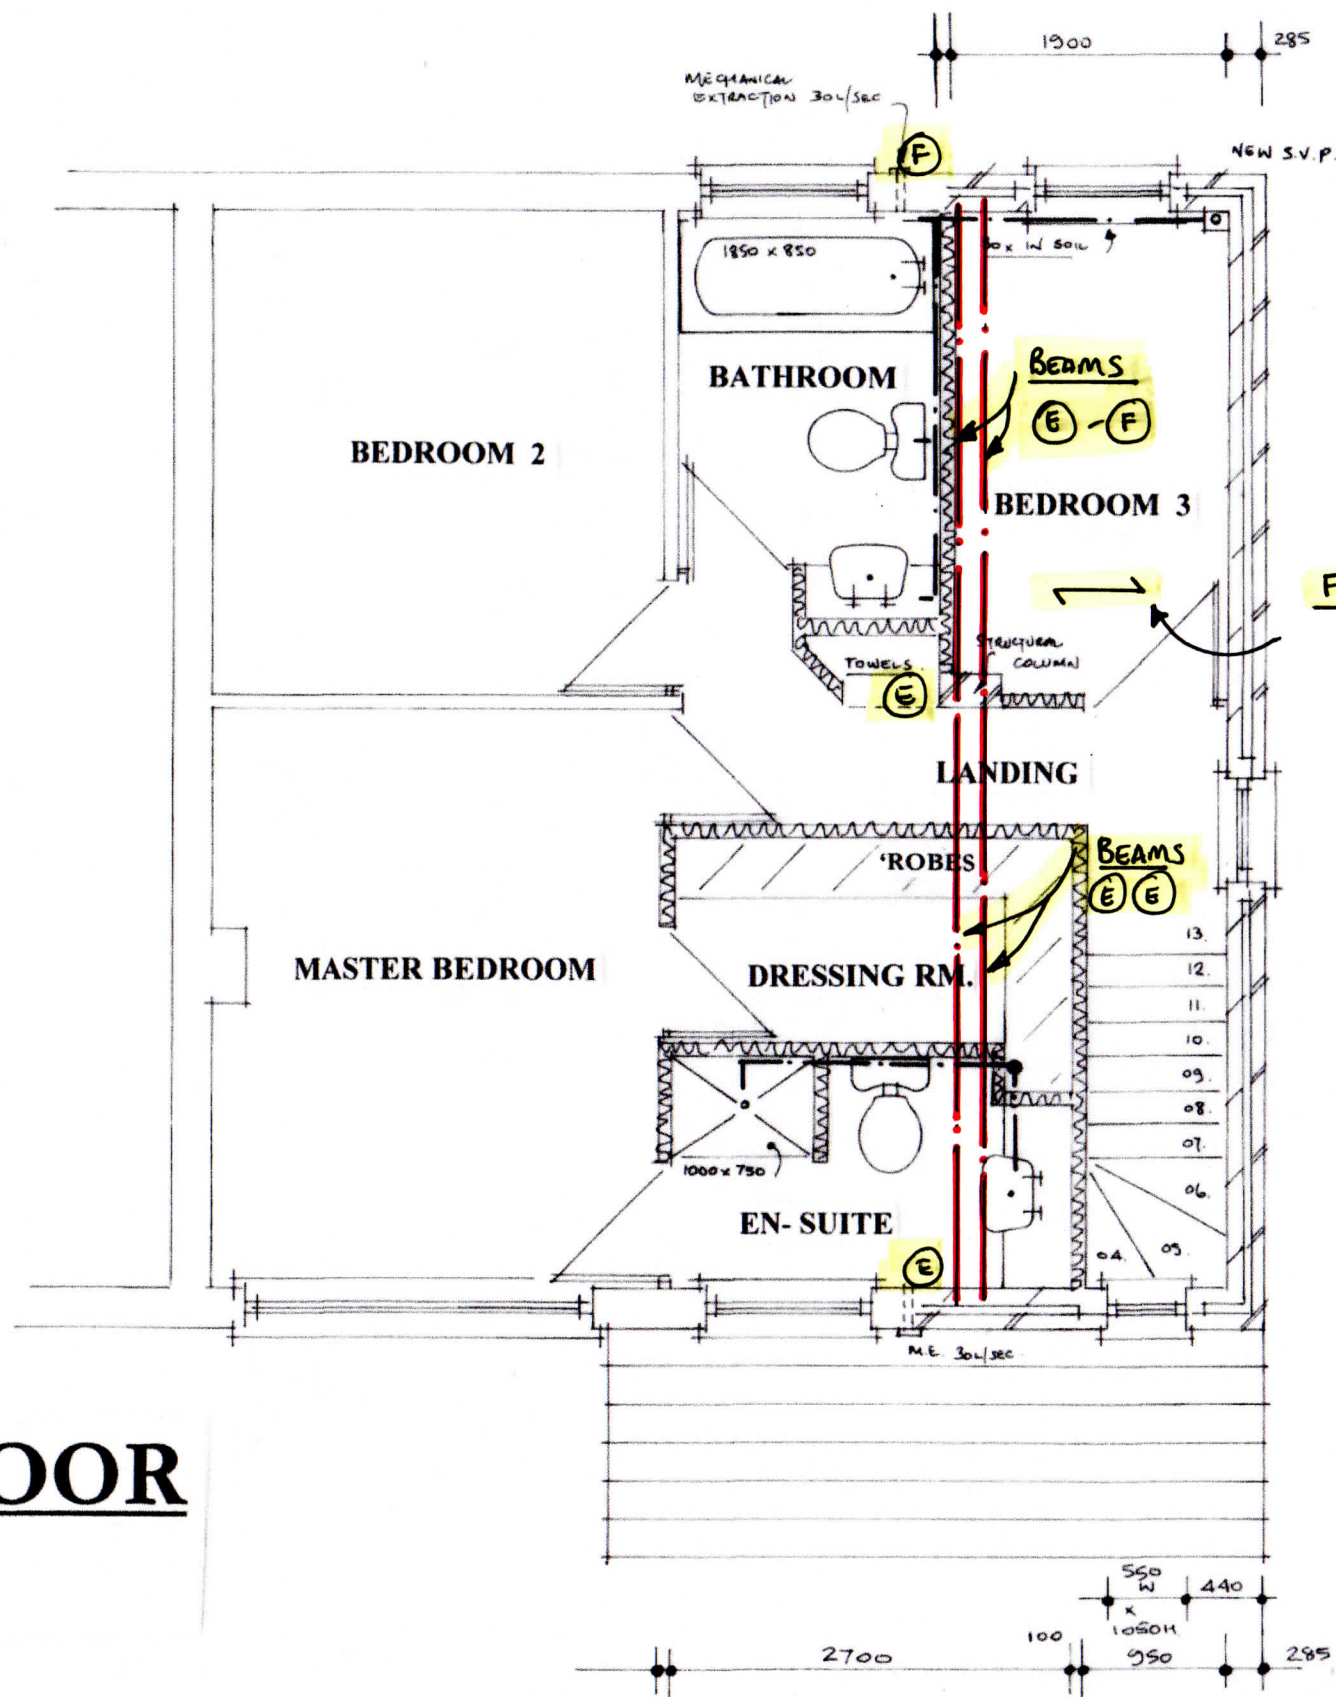 1900
285
MECHANICAL
EXTRACTION 30L/SEC
F
NEW S.V.P.
1850 x 850
IN SOIL
BEAMS
E - F
BATHROOM
BEDROOM 2
BEDROOM 3
F
STRUCTURAL
COLUMN
TOWELS
E
LANDING
'ROBES
BEAMS
E E
13.
12.
11.
10.
09.
08.
07.
06.
05.
04.
MASTER BEDROOM
DRESSING RM.
1000 x 750
EN- SUITE
E
M.E. 30L/SEC
OOR
550
W
x
1050H
440
2700
100
950
285